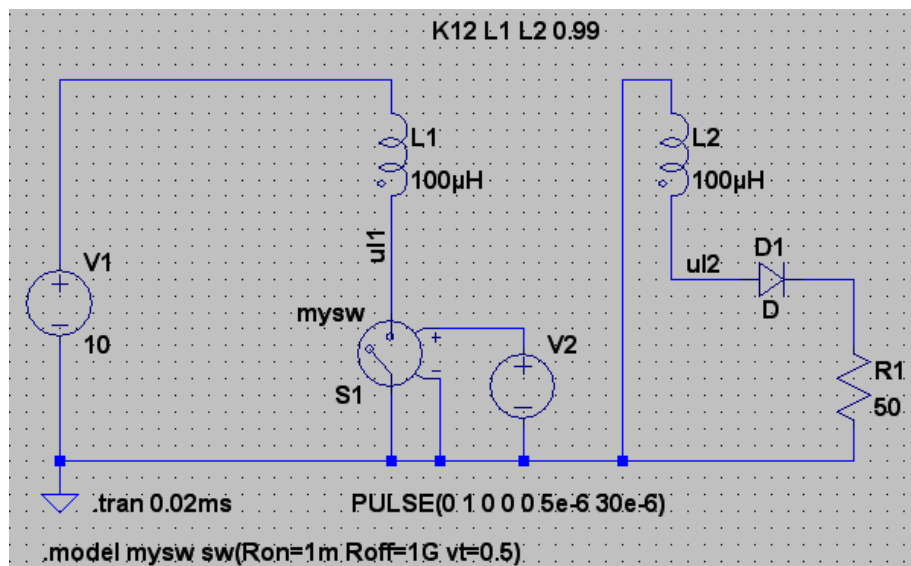 K12 L1 L2 0.99
L1
100µH
L2
100µH
ul1
V1
+
−
10
mysw
S1
+
−
V2
+
−
ul2
D1
D
R1
50
.tran 0.02ms
PULSE(0 1 0 0 0 5e-6 30e-6)
.model mysw sw(Ron=1m Roff=1G vt=0.5)